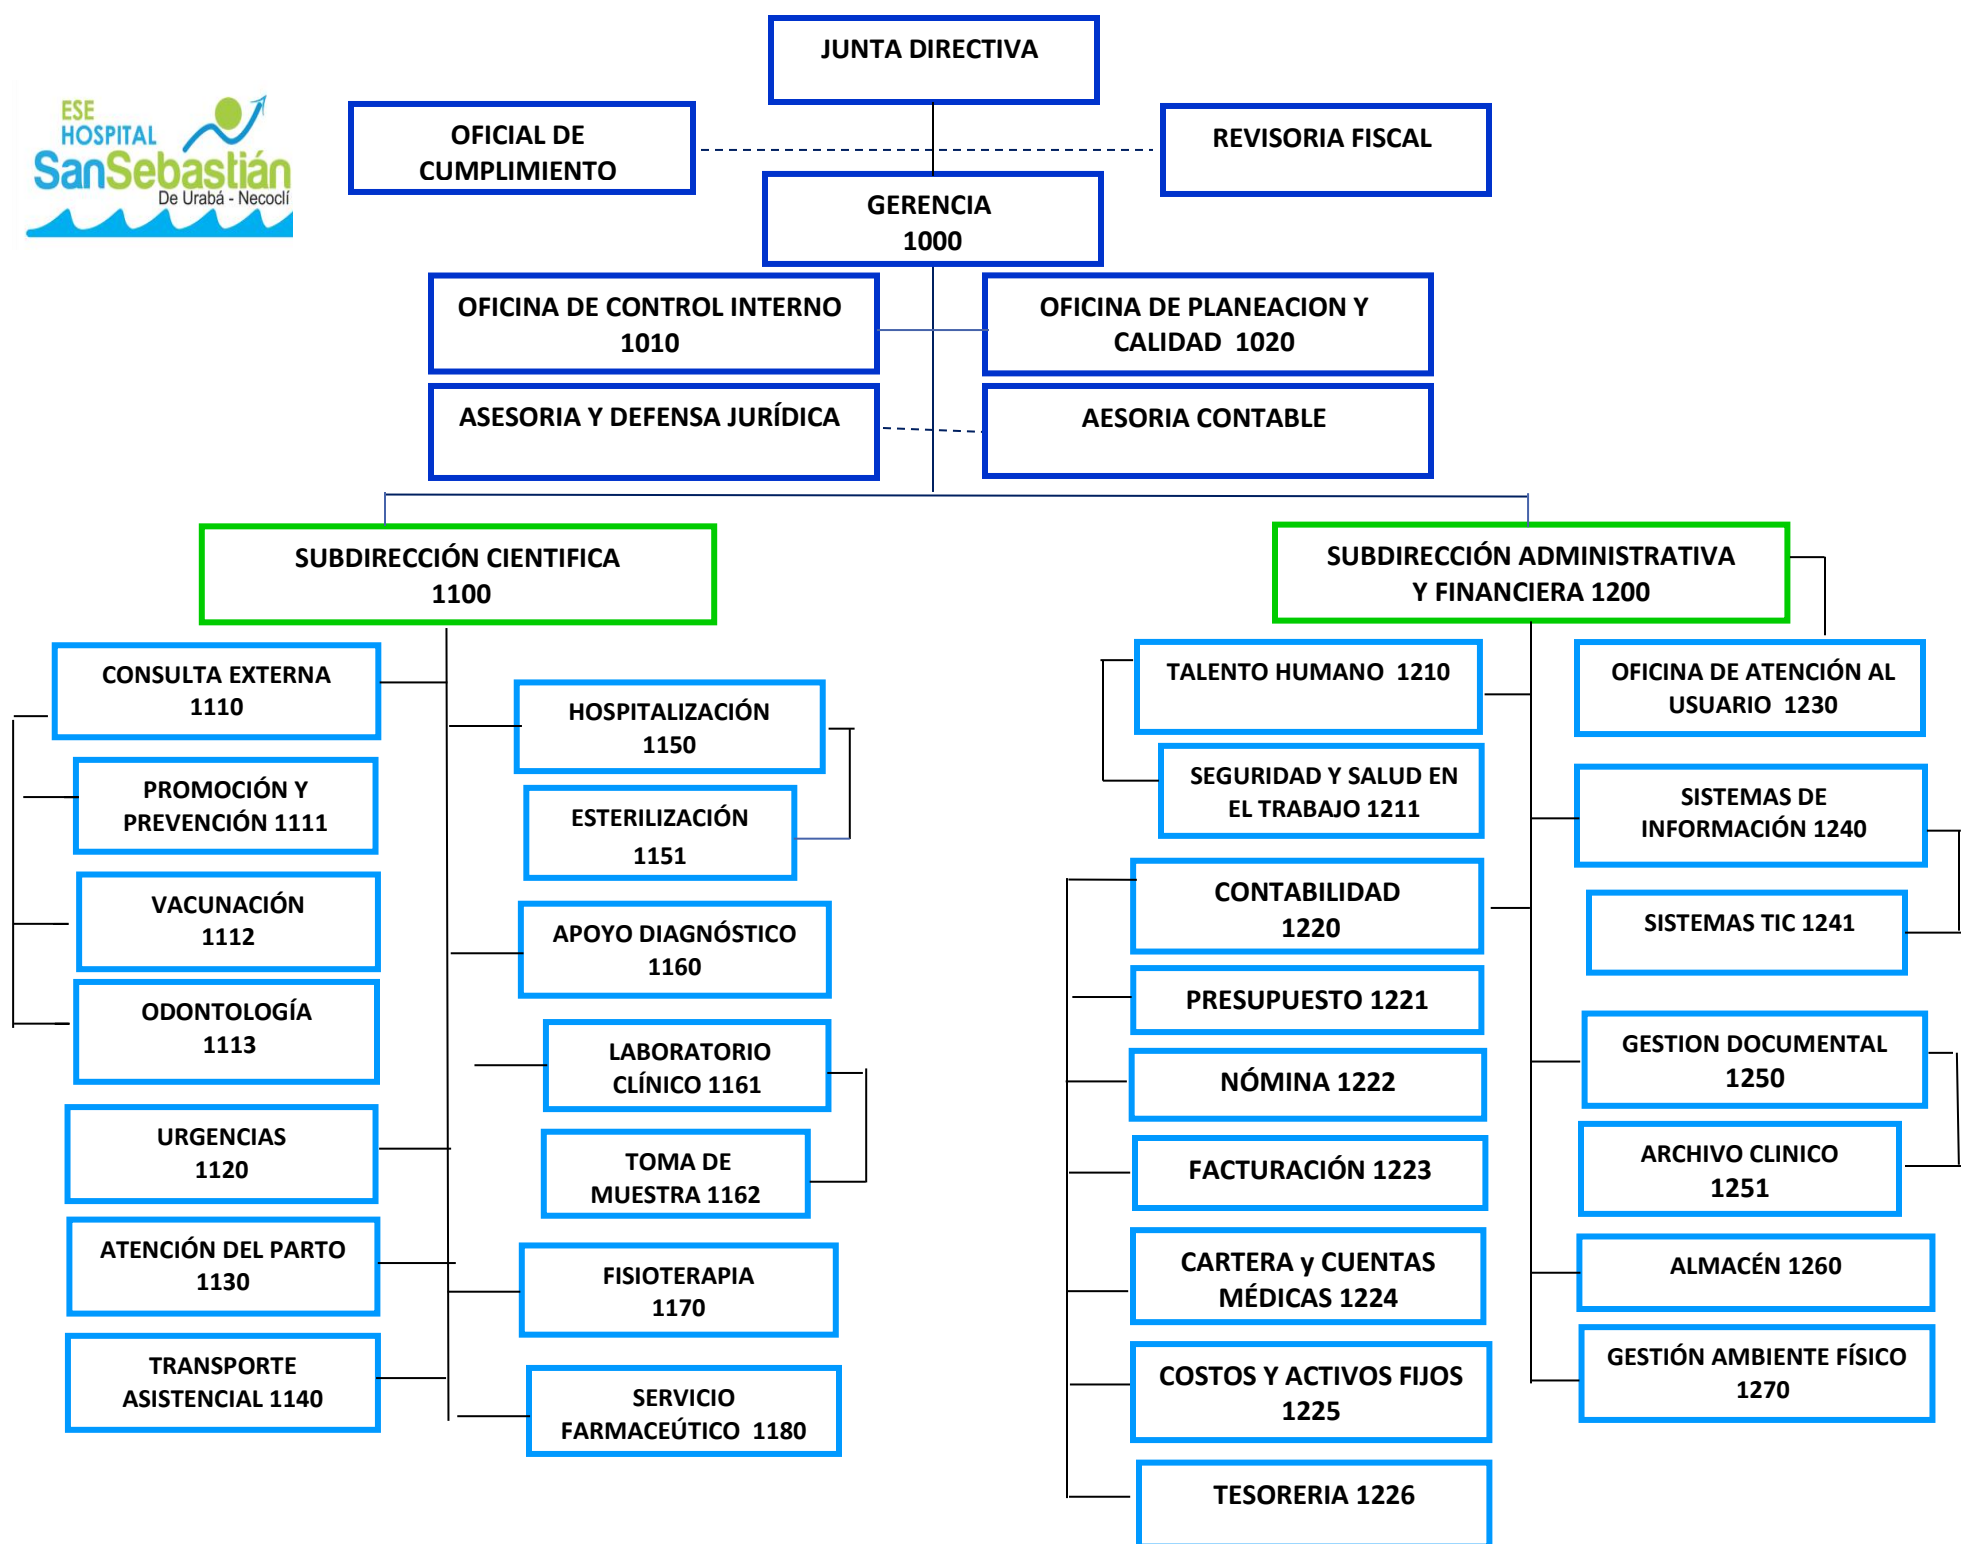 JUNTA DIRECTIVA
ESE
HOSPITAL
SanSebastián
De Urabá - Necoclí
OFICIAL DE
CUMPLIMIENTO
REVISORIA FISCAL
GERENCIA
1000
OFICINA DE CONTROL INTERNO
1010
OFICINA DE PLANEACION Y
CALIDAD 1020
ASESORIA Y DEFENSA JURÍDICA
AESORIA CONTABLE
SUBDIRECCIÓN CIENTIFICA
1100
SUBDIRECCIÓN ADMINISTRATIVA
Y FINANCIERA 1200
CONSULTA EXTERNA
1110
PROMOCIÓN Y
PREVENCIÓN 1111
VACUNACIÓN
1112
ODONTOLOGÍA
1113
URGENCIAS
1120
ATENCIÓN DEL PARTO
1130
TRANSPORTE
ASISTENCIAL 1140
HOSPITALIZACIÓN
1150
ESTERILIZACIÓN
1151
APOYO DIAGNÓSTICO
1160
LABORATORIO
CLÍNICO 1161
TOMA DE
MUESTRA 1162
FISIOTERAPIA
1170
SERVICIO
FARMACEÚTICO 1180
TALENTO HUMANO 1210
SEGURIDAD Y SALUD EN
EL TRABAJO 1211
CONTABILIDAD
1220
PRESUPUESTO 1221
NÓMINA 1222
FACTURACIÓN 1223
CARTERA y CUENTAS
MÉDICAS 1224
COSTOS Y ACTIVOS FIJOS
1225
TESORERIA 1226
OFICINA DE ATENCIÓN AL
USUARIO 1230
SISTEMAS DE
INFORMACIÓN 1240
SISTEMAS TIC 1241
GESTION DOCUMENTAL
1250
ARCHIVO CLINICO
1251
ALMACÉN 1260
GESTIÓN AMBIENTE FÍSICO
1270